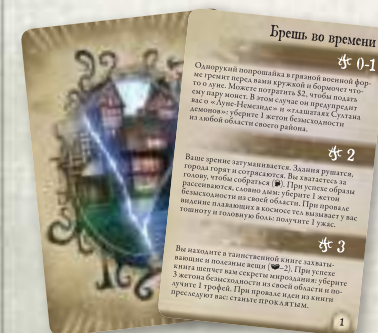 Брешь во времени
0-1
Однорукий попрошайка в грязной военной фор-
ме гремит перед вами кружкой и бормочет что-
то о луне. Можете потратить $2, чтобы подать
ему пару монет. В этом случае он предупредит
вас о «Луне-Немезиде» и «глашатаях Султана
демонов»: уберите 1 жетон безысходности
из любой области своего района.
2
Ваше зрение затуманивается. Здания рушатся,
города горят и сотрясаются. Вы хватаетесь за
голову, чтобы собраться ( ). При успехе образы
рассеиваются, словно дым: уберите 1 жетон
безысходности из своей области. При провале
видение плавающих в космосе тел вызывает у вас
тошноту и головную боль: получите 1 ужас.
3
Вы находите в таинственной книге захваты-
вающие и полезные вещи ( –2). При успехе
книга шепчет вам секреты мироздания: уберите
3 жетона безысходности из своей области и по-
лучите 1 трофей. При провале идеи из книги
преследуют вас: станьте ПРОКЛЯТЫМ.
1